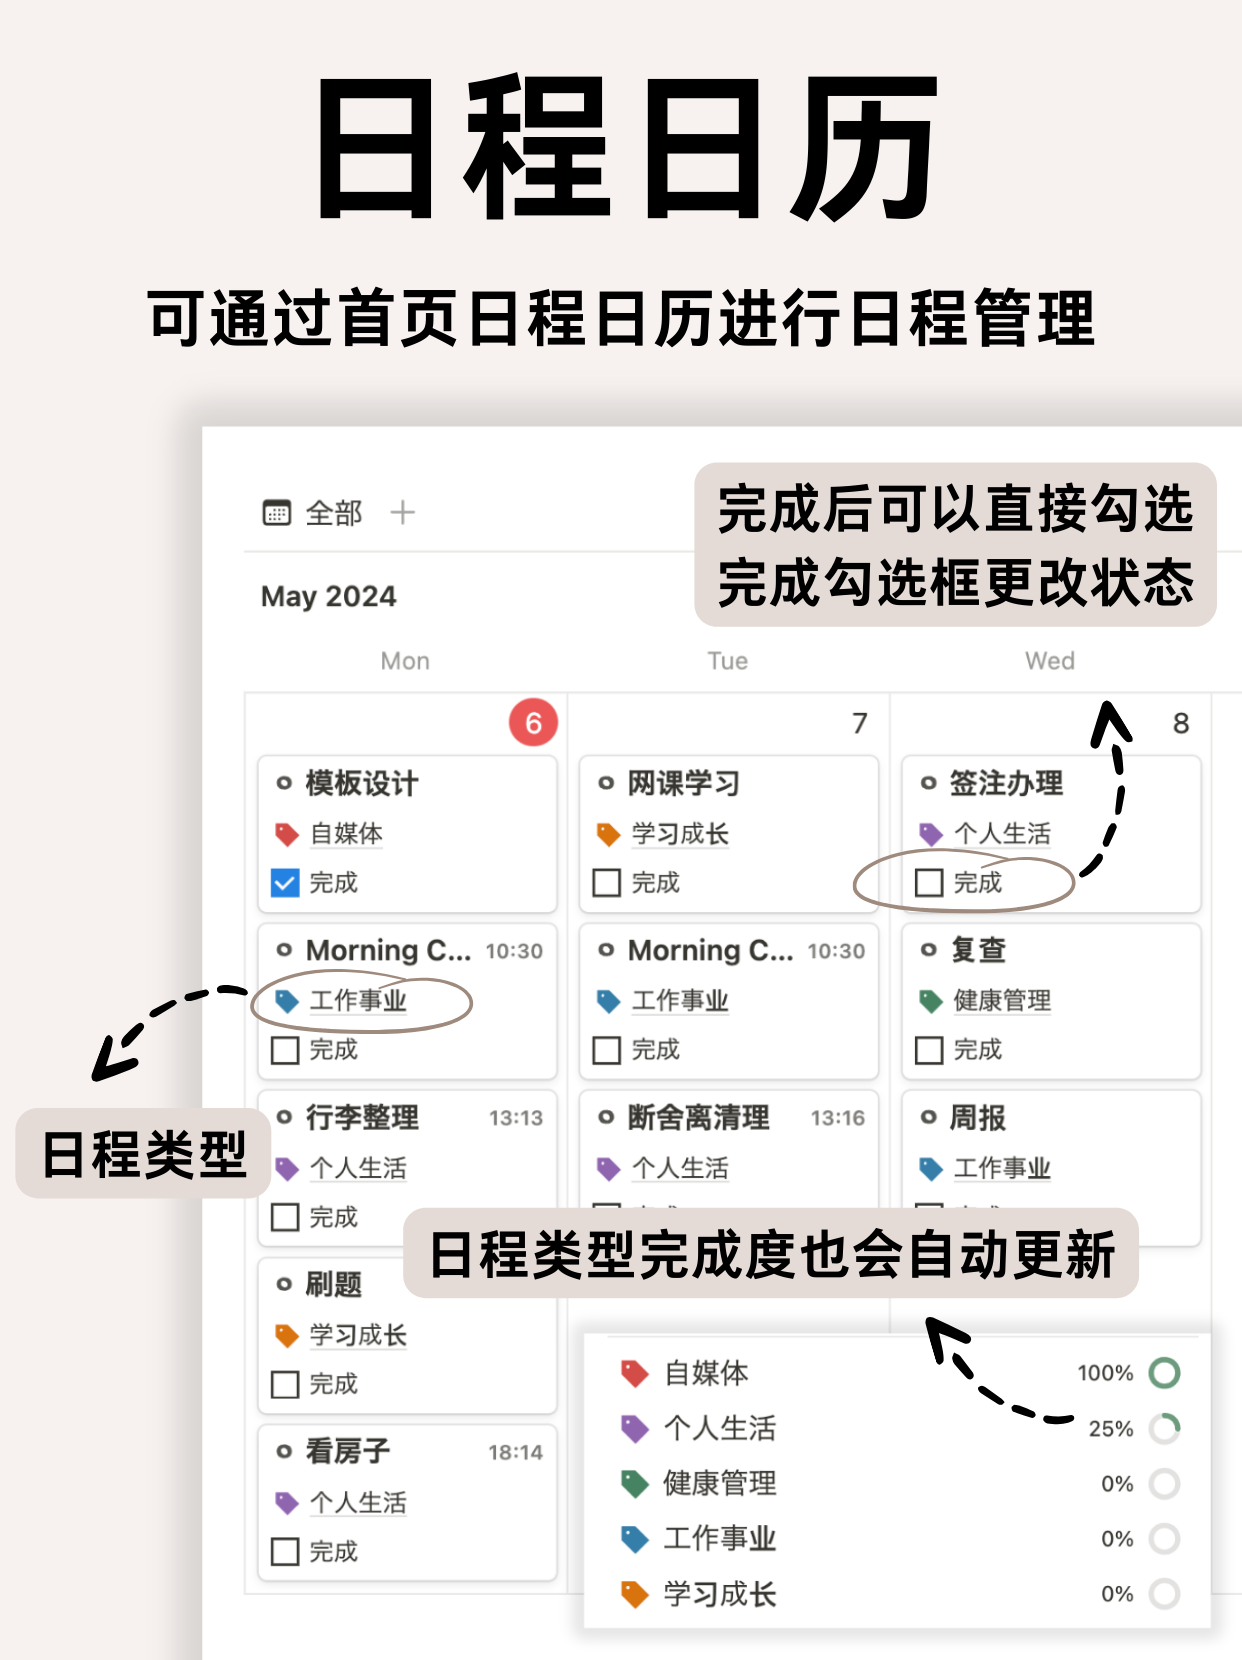 日程日历
可通过首页日程日历进行日程管理
全部
完成后可以直接勾选
完成勾选框更改状态
May 2024
Mon Tue Wed
6 7 8
模板设计
自媒体
完成
Morning C... 10:30
工作事业
完成
行李整理 13:13
个人生活
完成
刷题
学习成长
完成
看房子 18:14
个人生活
完成
网课学习
学习成长
完成
Morning C... 10:30
工作事业
完成
断舍离清理 13:16
个人生活
签注办理
个人生活
完成
复查
健康管理
完成
周报
工作事业
日程类型
日程类型完成度也会自动更新
自媒体 100%
个人生活 25%
健康管理 0%
工作事业 0%
学习成长 0%